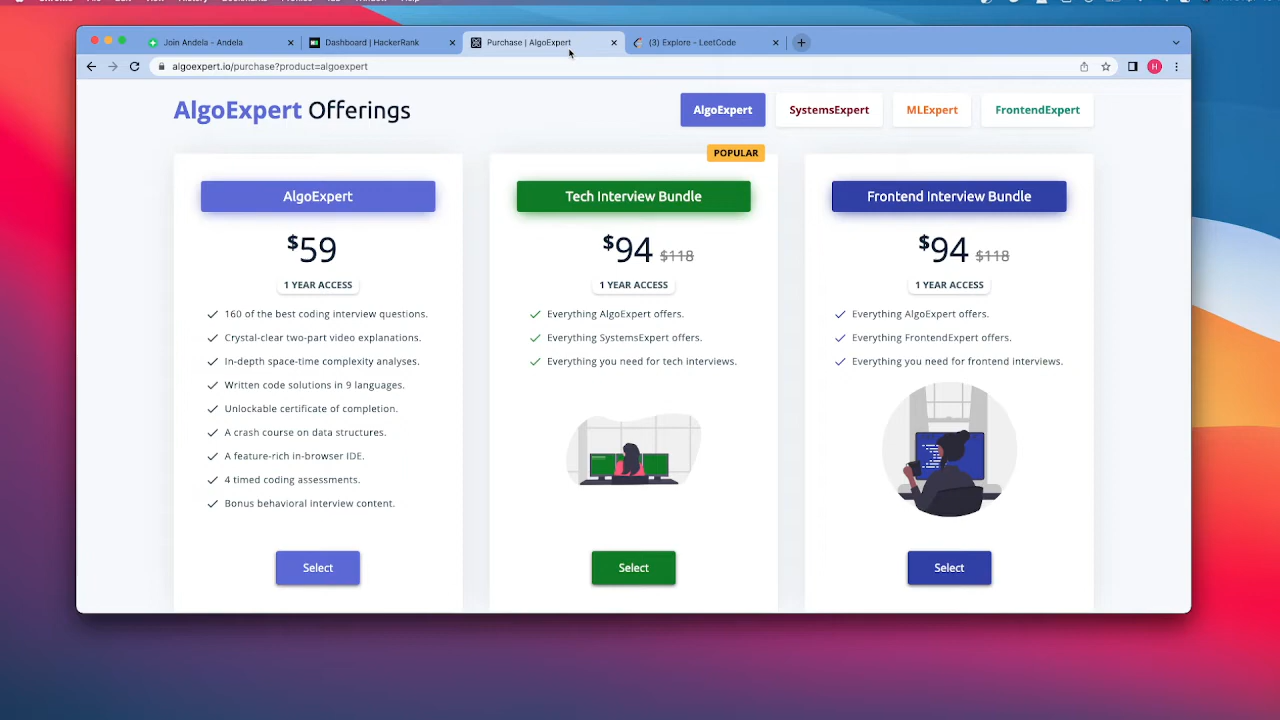 Join Andela - Andela
Dashboard | HackerRank
Purchase | AlgoExpert
(3) Explore - LeetCode
algoexpert.io/purchase?product=algoexpert
H
AlgoExpert Offerings
AlgoExpert
SystemsExpert
MLExpert
FrontendExpert
AlgoExpert
$59
1 YEAR ACCESS
160 of the best coding interview questions.
Crystal-clear two-part video explanations.
In-depth space-time complexity analyses.
Written code solutions in 9 languages.
Unlockable certificate of completion.
A crash course on data structures.
A feature-rich in-browser IDE.
4 timed coding assessments.
Bonus behavioral interview content.
Select
POPULAR
Tech Interview Bundle
$94 $118
1 YEAR ACCESS
Everything AlgoExpert offers.
Everything SystemsExpert offers.
Everything you need for tech interviews.
Select
Frontend Interview Bundle
$94 $118
1 YEAR ACCESS
Everything AlgoExpert offers.
Everything FrontendExpert offers.
Everything you need for frontend interviews.
Select